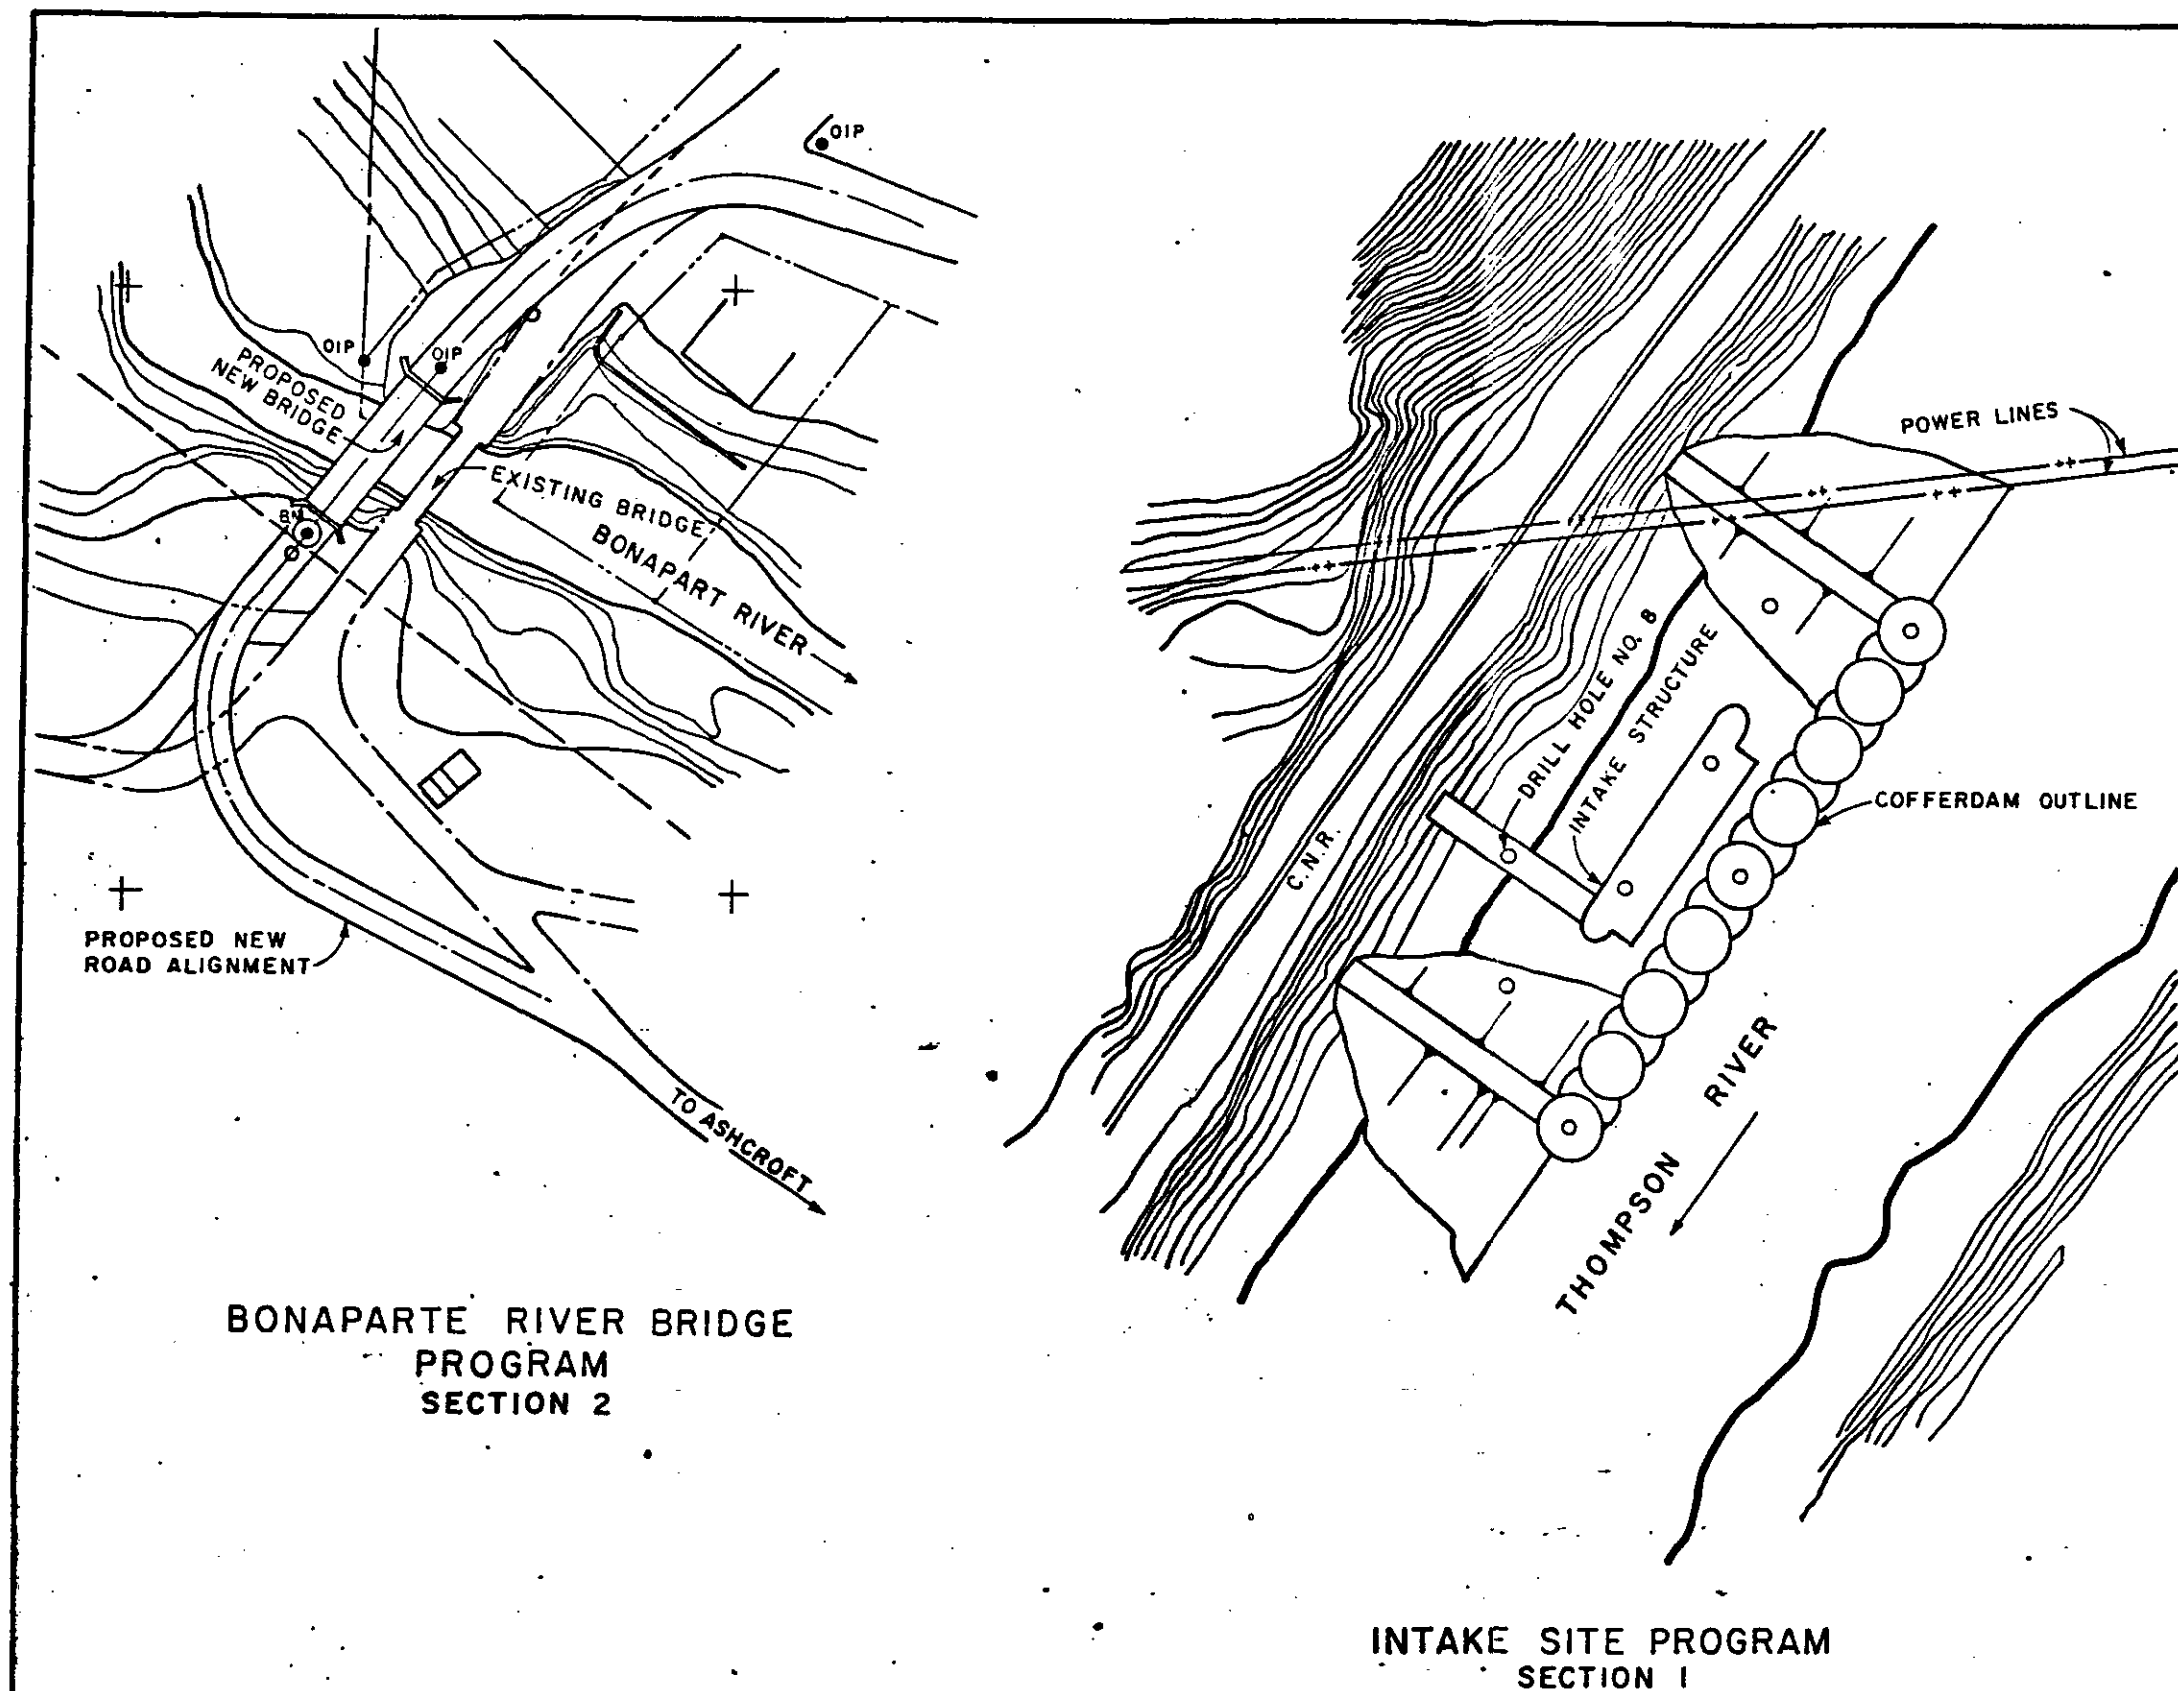 OIP
OIP
OIP
PROPOSED
NEW BRIDGE
BM
EXISTING BRIDGE
BONAPART RIVER
PROPOSED NEW
ROAD ALIGNMENT
TO ASHCROFT
BONAPARTE RIVER BRIDGE
PROGRAM
SECTION 2
POWER LINES
DRILL HOLE NO. 8
INTAKE STRUCTURE
C.N.R.
COFFERDAM OUTLINE
THOMPSON RIVER
INTAKE SITE PROGRAM
SECTION 1